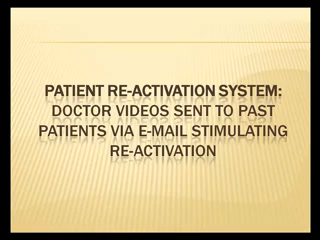 PATIENT RE-ACTIVATION SYSTEM:
DOCTOR VIDEOS SENT TO PAST
PATIENTS VIA E-MAIL STIMULATING
RE-ACTIVATION